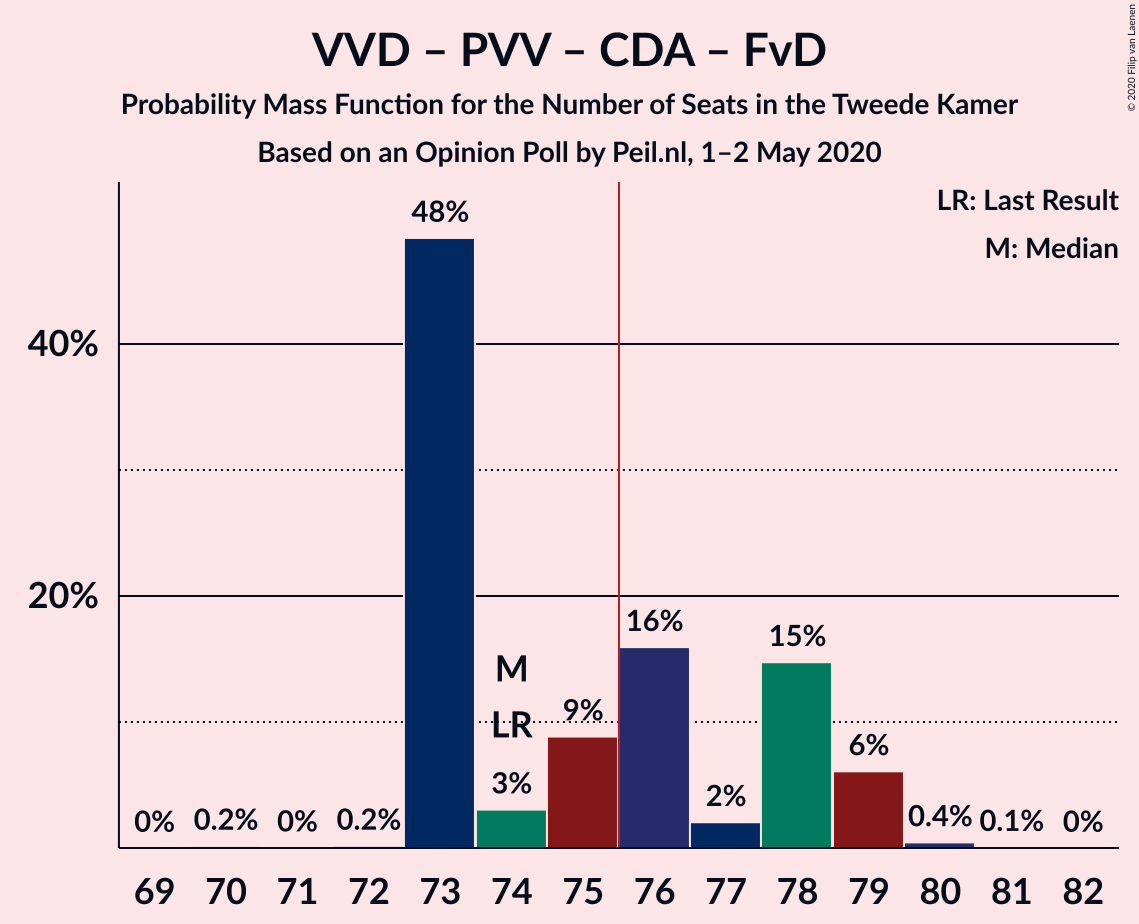 VVD – PVV – CDA – FvD
Probability Mass Function for the Number of Seats in the Tweede Kamer
Based on an Opinion Poll by Peil.nl, 1–2 May 2020
© 2020 Filip van Laenen
LR: Last Result
M: Median
48%
40%
20%
16%
15%
M
9%
LR
6%
3%
2%
0%
0.2%
0%
0.2%
0.4%
0.1%
0%
69 70 71 72 73 74 75 76 77 78 79 80 81 82